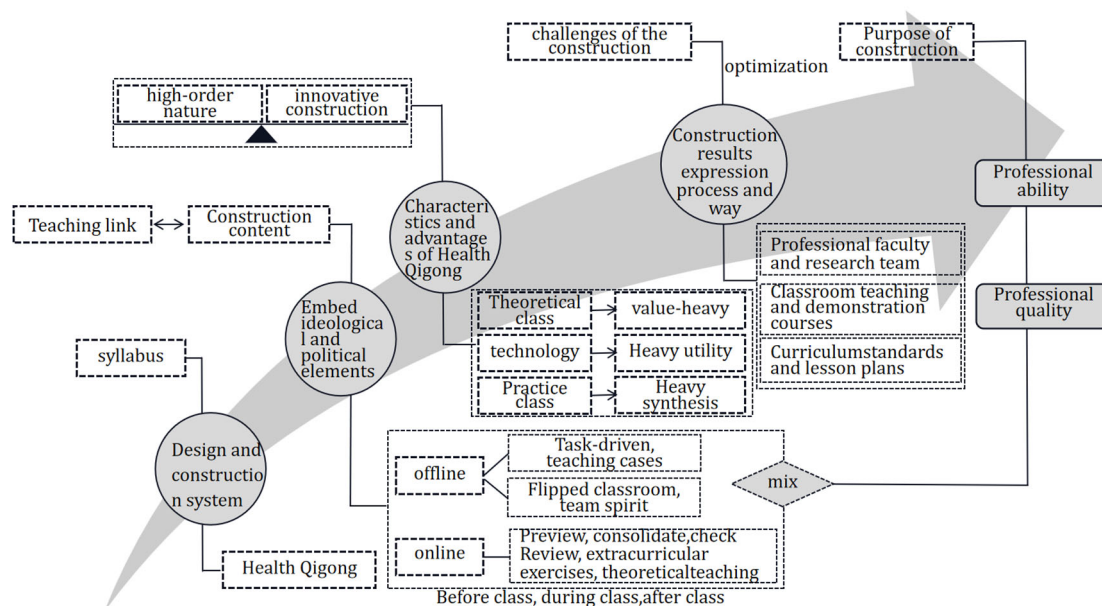 challenges of the
construction
Purpose of
construction
optimization
high-order
nature
innovative
construction
Construction
results
expression
process and
way
Professional
ability
Characteri
stics and
advantage
s of Health
Qigong
Teaching link
Construction
content
Professional faculty
and research team
Classroom teaching
and demonstration
courses
Curriculumstandards
and lesson plans
Professional
quality
Embed
ideologica
l and
political
elements
Theoretical
class
value-heavy
technology
Heavy utility
Practice
class
Heavy
synthesis
syllabus
Design and
constructio
n system
offline
Task-driven,
teaching cases
Flipped classroom,
team spirit
mix
online
Preview, consolidate,check
Review, extracurricular
exercises, theoreticalteaching
Health Qigong
Before class, during class,after class